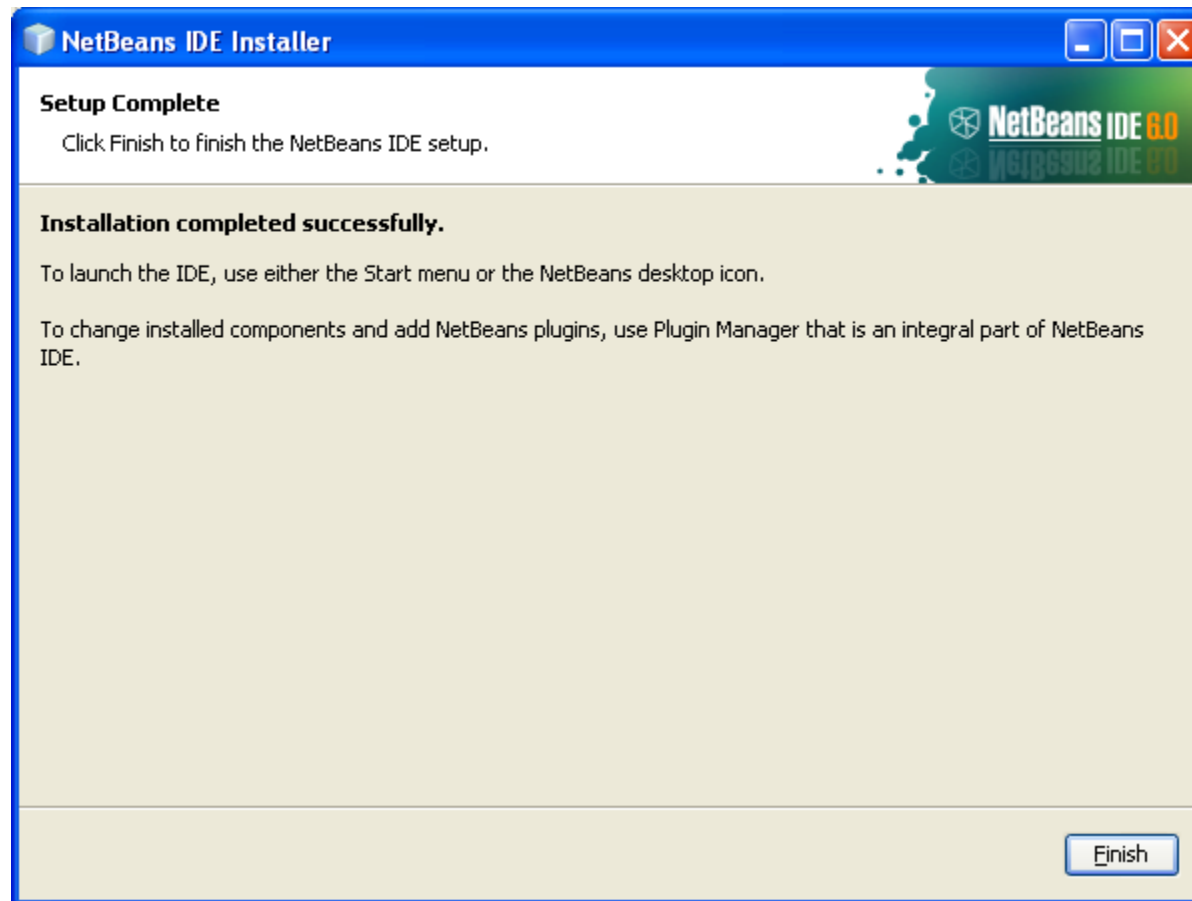 NetBeans IDE Installer
Setup Complete
Click Finish to finish the NetBeans IDE setup.
NetBeans IDE 6.0
Installation completed successfully.
To launch the IDE, use either the Start menu or the NetBeans desktop icon.
To change installed components and add NetBeans plugins, use Plugin Manager that is an integral part of NetBeans
IDE.
Finish